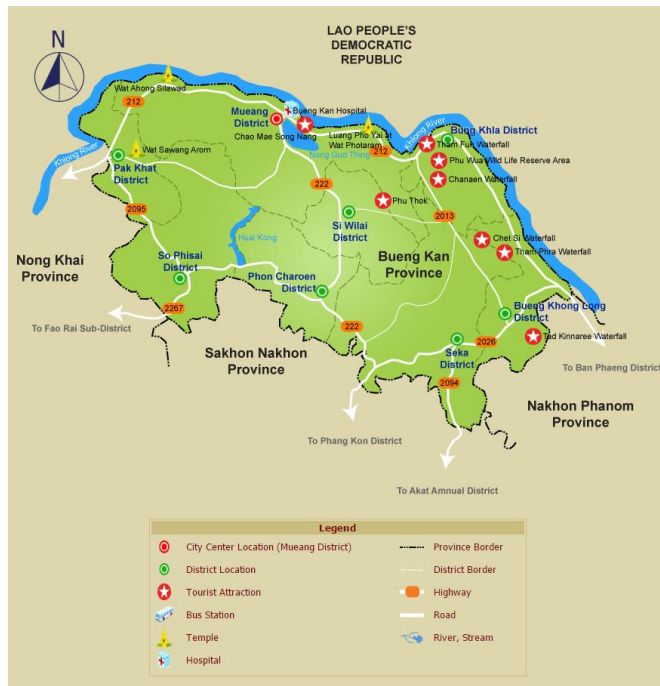 N
LAO PEOPLE'S
DEMOCRATIC
REPUBLIC
Wat Ahong Silawad
212
Mueang
District
Bueng Kan Hospital
Chao Mae Song Nang
Luang Pho Yai at
Wat Photaram
Nong Gud Thing
212
Khlong River
Bung Khla District
Tham Fun Waterfall
Phu Wua Wild Life Reserve Area
Chanaen Waterfall
Khlong River
Wat Sawang Arom
Pak Khat
District
222
Phu Thok
2095
2013
Si Wilai
District
Huai Kong
Chet Si Waterfall
Tham Phra Waterfall
Nong Khai
Province
So Phisai
District
Bueng Kan
Province
Phon Charoen
District
2267
To Fao Rai Sub-District
222
Bueng Khong Long
District
Tad Kinnaree Waterfall
Seka
District
2026
Sakhon Nakhon
Province
To Ban Phaeng District
2094
Nakhon Phanom
Province
To Phang Kon District
To Akat Amnual District
Legend
City Center Location (Mueang District)
District Location
Tourist Attraction
Bus Station
Temple
Hospital
Province Border
District Border
Highway
Road
River, Stream